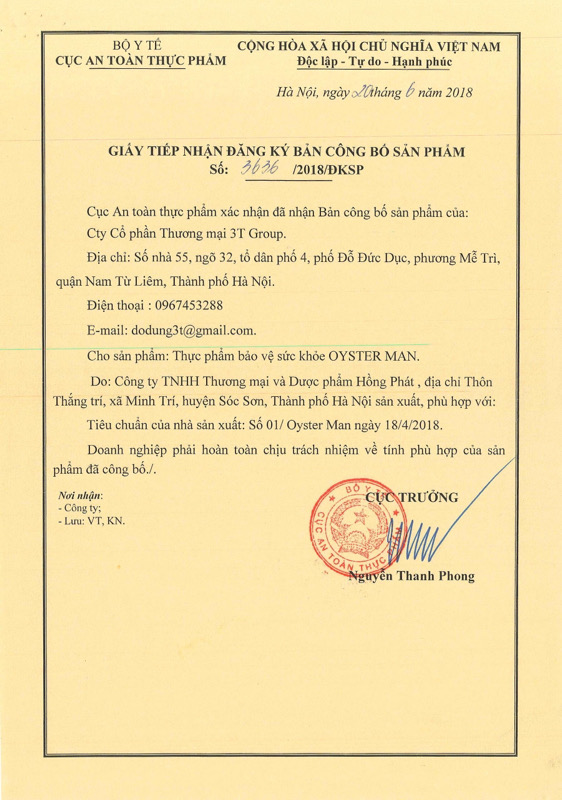 BỘ Y TẾ
CỤC AN TOÀN THỰC PHẨM
CỘNG HÒA XÃ HỘI CHỦ NGHĨA VIỆT NAM
Độc lập - Tự do - Hạnh phúc
Hà Nội, ngày 20 tháng 6 năm 2018
GIẤY TIẾP NHẬN ĐĂNG KÝ BẢN CÔNG BỐ SẢN PHẨM
Số: 3636 /2018/ĐKSP
Cục An toàn thực phẩm xác nhận đã nhận Bản công bố sản phẩm của:
Cty Cổ phần Thương mại 3T Group.
Địa chỉ: Số nhà 55, ngõ 32, tổ dân phố 4, phố Đỗ Đức Dục, phương Mễ Trì,
quận Nam Từ Liêm, Thành phố Hà Nội.
Điện thoại : 0967453288
E-mail: dodung3t@gmail.com.
Cho sản phẩm: Thực phẩm bảo vệ sức khỏe OYSTER MAN.
Do: Công ty TNHH Thương mại và Dược phẩm Hồng Phát , địa chỉ Thôn
Thắng trí, xã Minh Trí, huyện Sóc Sơn, Thành phố Hà Nội sản xuất, phù hợp với:
Tiêu chuẩn của nhà sản xuất: Số 01/ Oyster Man ngày 18/4/2018.
Doanh nghiệp phải hoàn toàn chịu trách nhiệm về tính phù hợp của sản
phẩm đã công bố./.
Nơi nhận:
- Công ty;
- Lưu: VT, KN.
CỤC TRƯỞNG
BỘ Y TẾ
CỤC AN TOÀN THỰC PHẨM
Nguyễn Thanh Phong